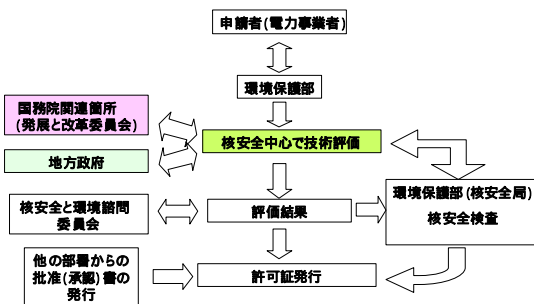 申請者(電力事業者)
環境保護部
国務院関連箇所
(発展と改革委員会)
核安全中心で技術評価
地方政府
環境保護部(核安全局)
核安全検査
核安全と環境諮問
委員会
評価結果
他の部署からの
批准(承認)書の
発行
許可証発行